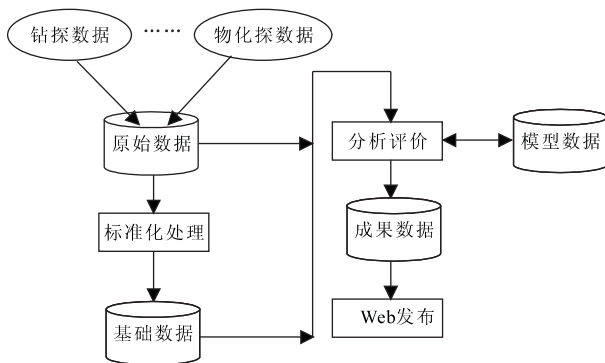 钻探数据
……
物化探数据
原始数据
分析评价
模型数据
标准化处理
成果数据
基础数据
Web发布